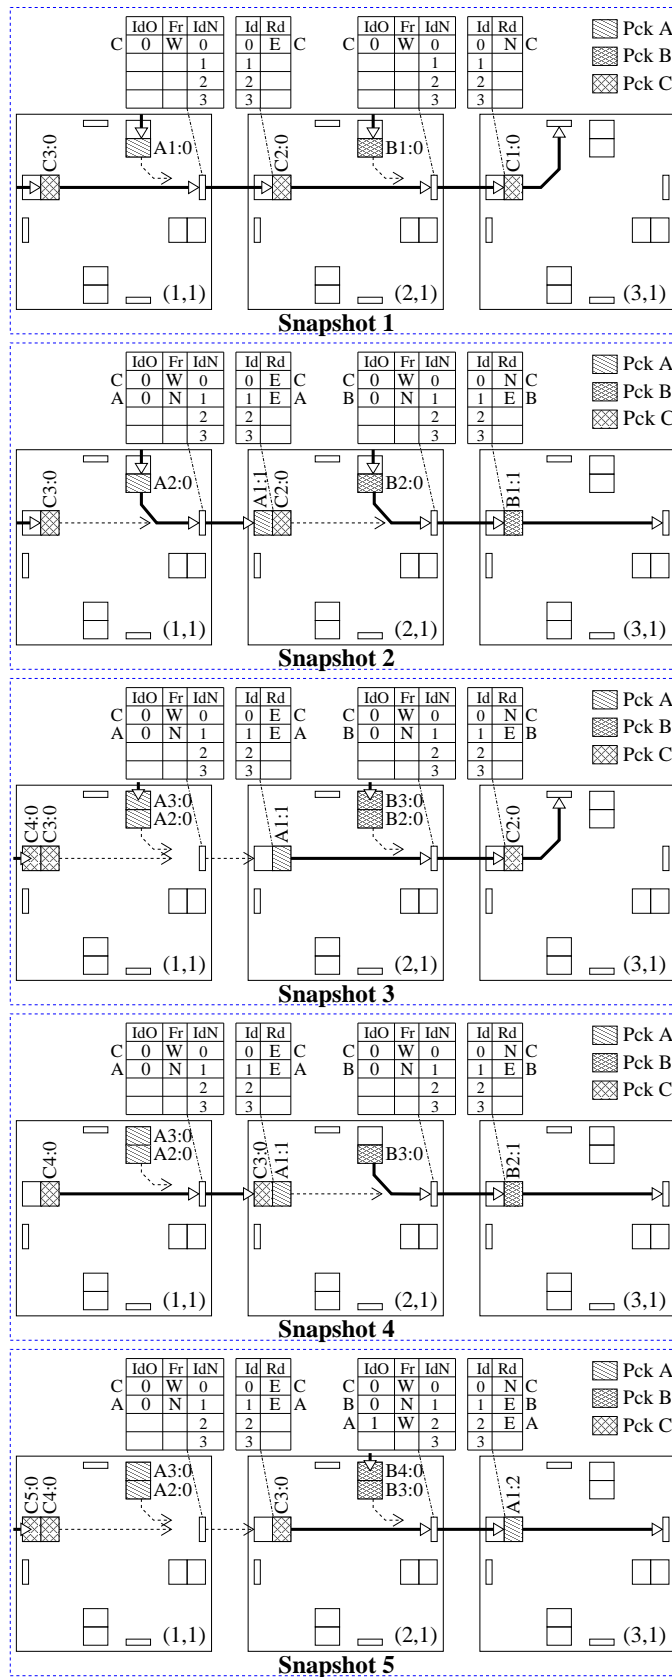 IdO Fr IdN Id Rd IdO Fr IdN Id Rd
C 0 W 0 0 E C C 0 W 0 0 N C
1 1 1 1
2 2 2 2
3 3 3 3
Pck A
Pck B
Pck C
C3:0 A1:0 C2:0 B1:0 C1:0
(1,1) (2,1) (3,1)
Snapshot 1
IdO Fr IdN Id Rd IdO Fr IdN Id Rd
C 0 W 0 0 E C C 0 W 0 0 N C
A 0 N 1 1 E A B 0 N 1 1 E B
2 2 2 2
3 3 3 3
Pck A
Pck B
Pck C
C3:0 A2:0 A1:1 C2:0 B2:0 B1:1
(1,1) (2,1) (3,1)
Snapshot 2
IdO Fr IdN Id Rd IdO Fr IdN Id Rd
C 0 W 0 0 E C C 0 W 0 0 N C
A 0 N 1 1 E A B 0 N 1 1 E B
2 2 2 2
3 3 3 3
Pck A
Pck B
Pck C
C4:0 C3:0 A3:0 A1:1 B3:0 C2:0
A2:0 B2:0
(1,1) (2,1) (3,1)
Snapshot 3
IdO Fr IdN Id Rd IdO Fr IdN Id Rd
C 0 W 0 0 E C C 0 W 0 0 N C
A 0 N 1 1 E A B 0 N 1 1 E B
2 2 2 2
3 3 3 3
Pck A
Pck B
Pck C
C4:0 A3:0 C3:0 A1:1 B3:0 B2:1
A2:0
(1,1) (2,1) (3,1)
Snapshot 4
IdO Fr IdN Id Rd IdO Fr IdN Id Rd
C 0 W 0 0 E C C 0 W 0 0 N C
A 0 N 1 1 E A B 0 N 1 1 E B
2 2 A 1 W 2 2 E A
3 3 3 3
Pck A
Pck B
Pck C
C5:0 C4:0 A3:0 C3:0 B4:0 A1:2
A2:0 B3:0
(1,1) (2,1) (3,1)
Snapshot 5